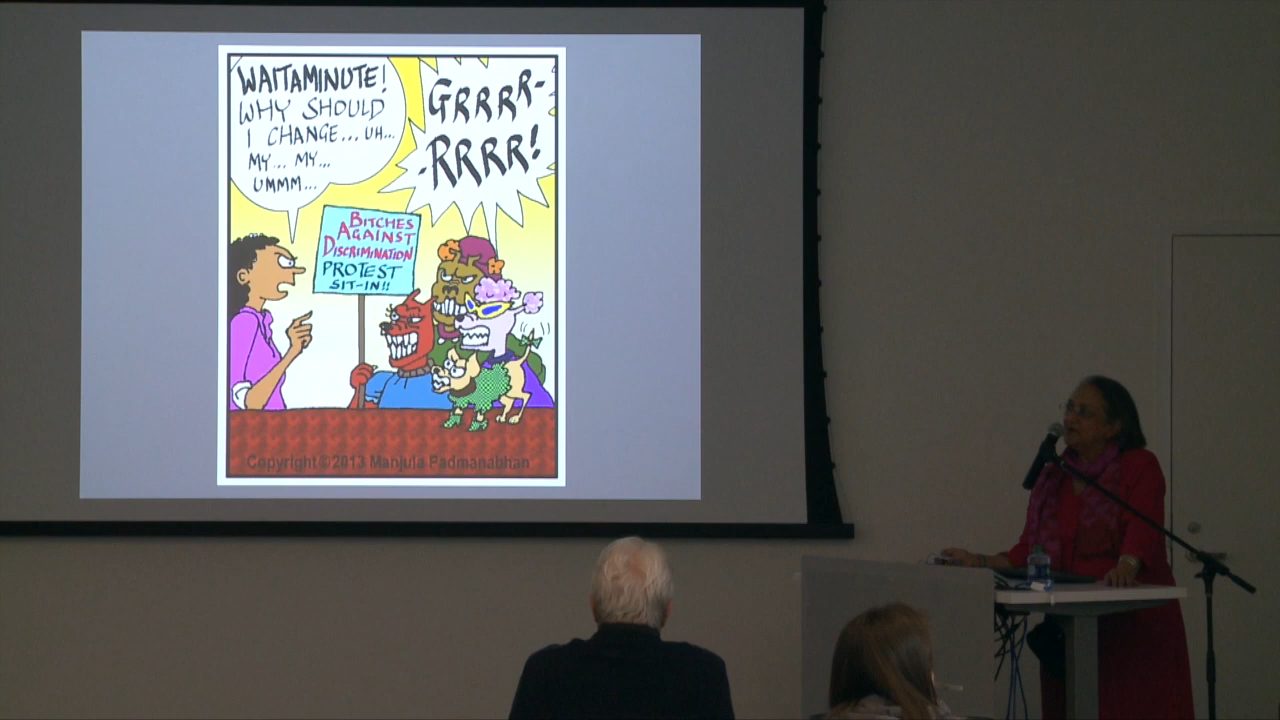 WAITAMINUTE!
WHY SHOULD
I CHANGE... UH...
MY... MY...
UMMM...
GRRRR-
-RRRR!
BITCHES
AGAINST
DISCRIMINATION
PROTEST
SIT-IN!!
Copyright ©2013 Manjula Padmanabhan